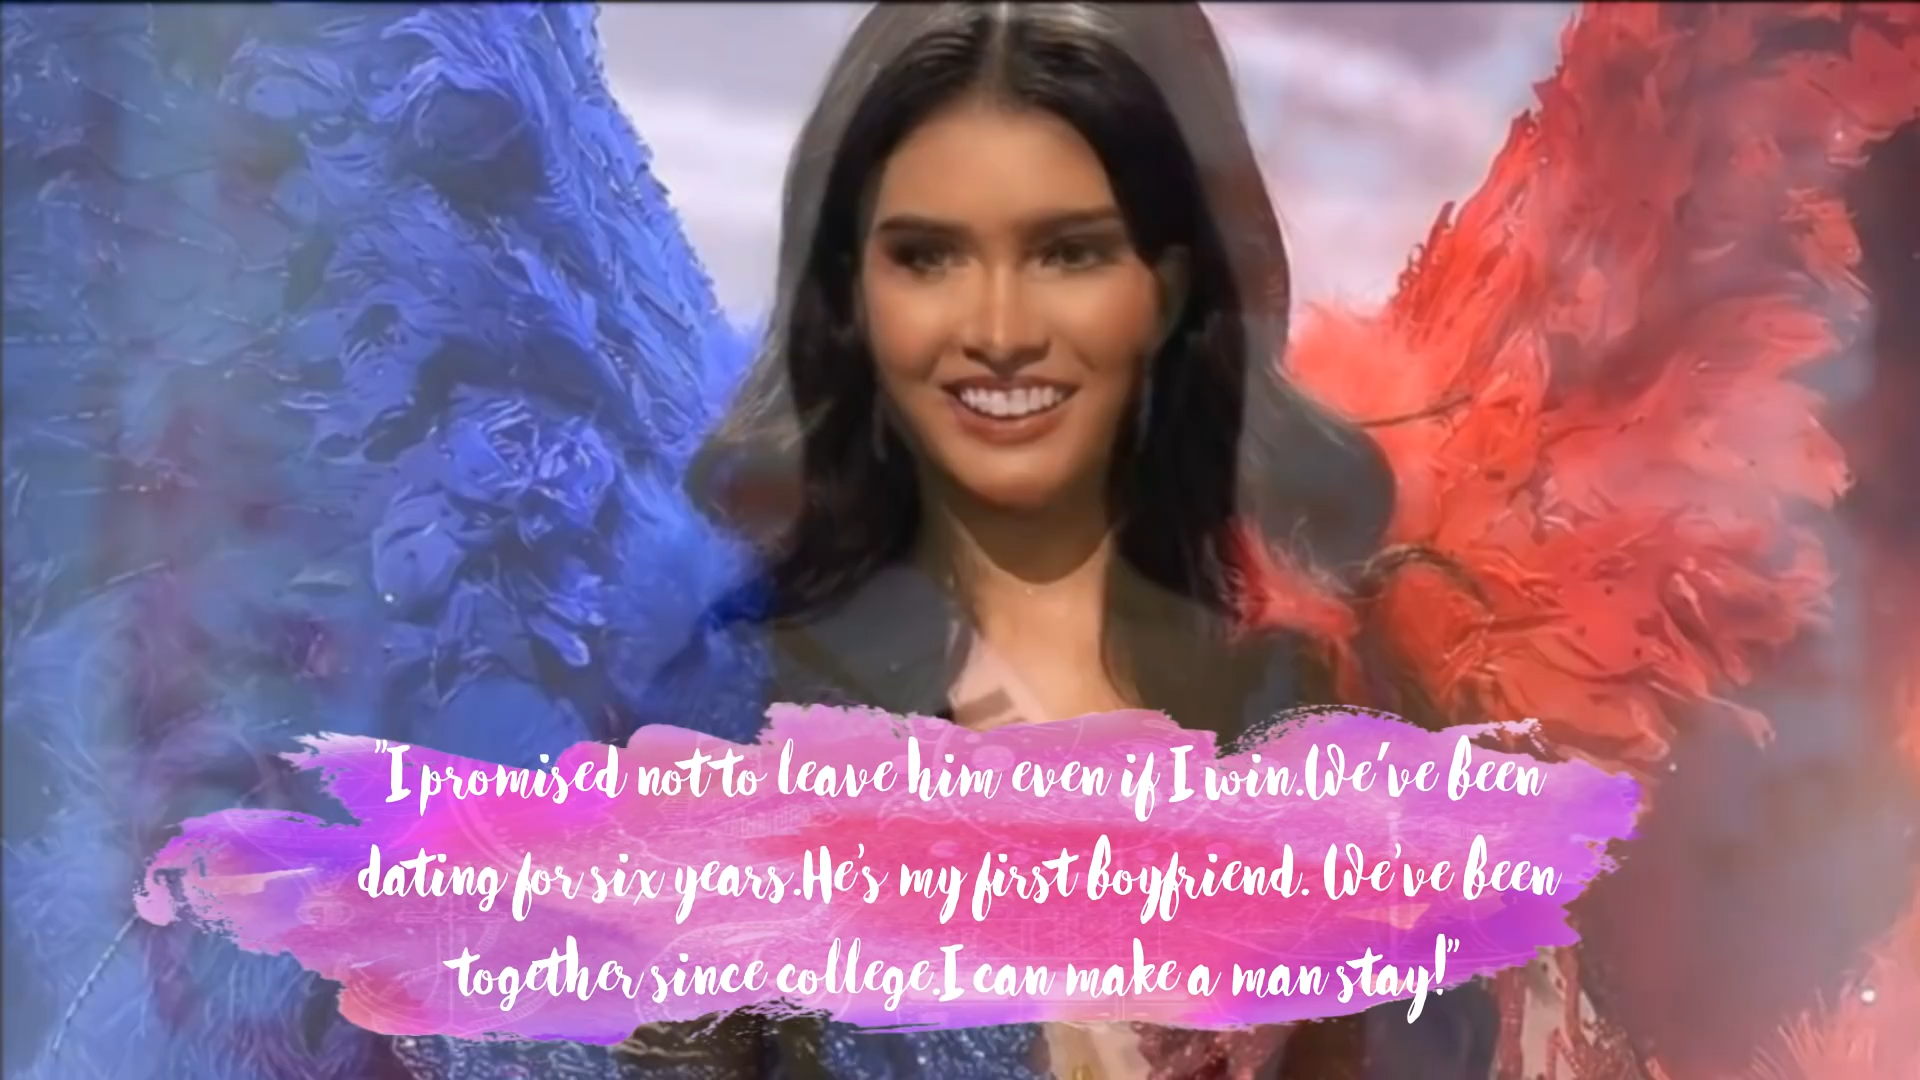 "I promised not to leave him even if I win.We've been
dating for six years.He's my first boyfriend. We've been
together since college.I can make a man stay!"